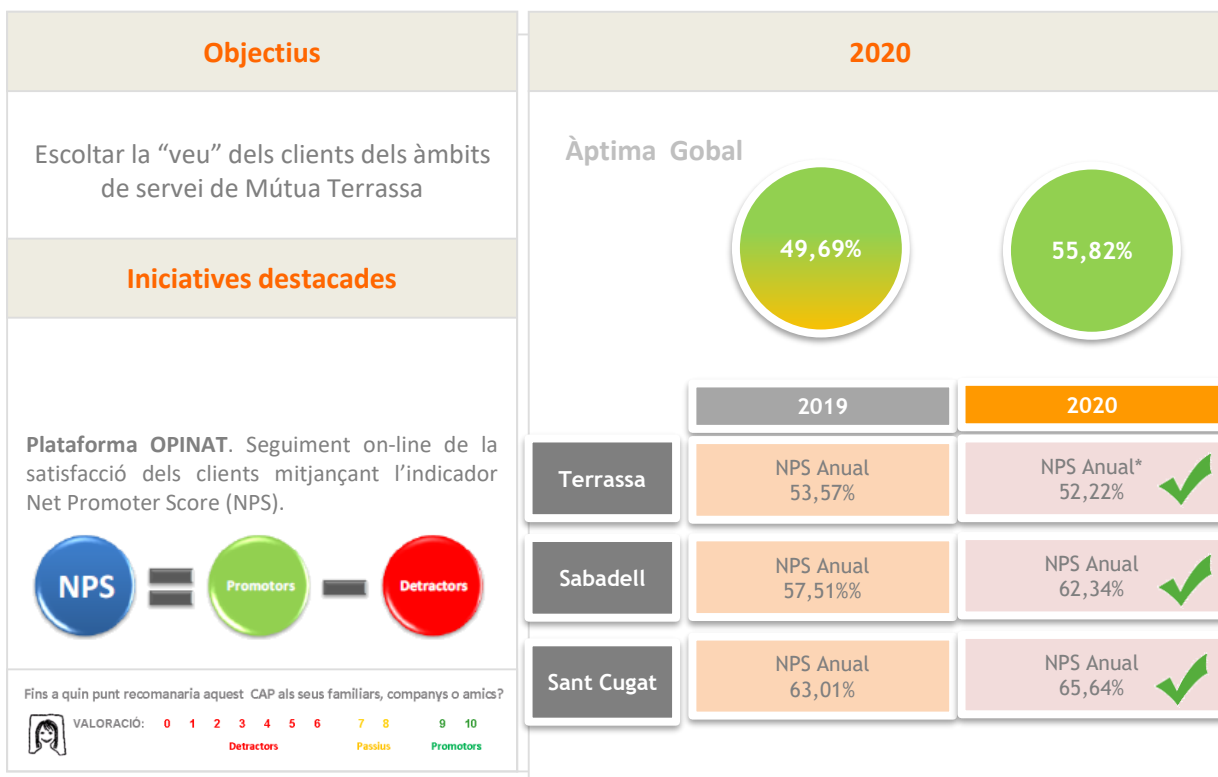 Objectius
Escoltar la “veu” dels clients dels àmbits
de servei de Mútua Terrassa
Iniciatives destacades
Plataforma OPINAT. Seguiment on-line de la
satisfacció dels clients mitjançant l’indicador
Net Promoter Score (NPS).
NPS
Promotors
Detractors
Fins a quin punt recomanaria aquest CAP als seus familiars, companys o amics?
VALORACIÓ: 0 1 2 3 4 5 6 7 8 9 10
Detractors Passius Promotors
2020
Àptima Gobal
49,69%
55,82%
2019 2020
Terrassa
NPS Anual
53,57%
NPS Anual*
52,22%
Sabadell
NPS Anual
57,51%%
NPS Anual
62,34%
Sant Cugat
NPS Anual
63,01%
NPS Anual
65,64%